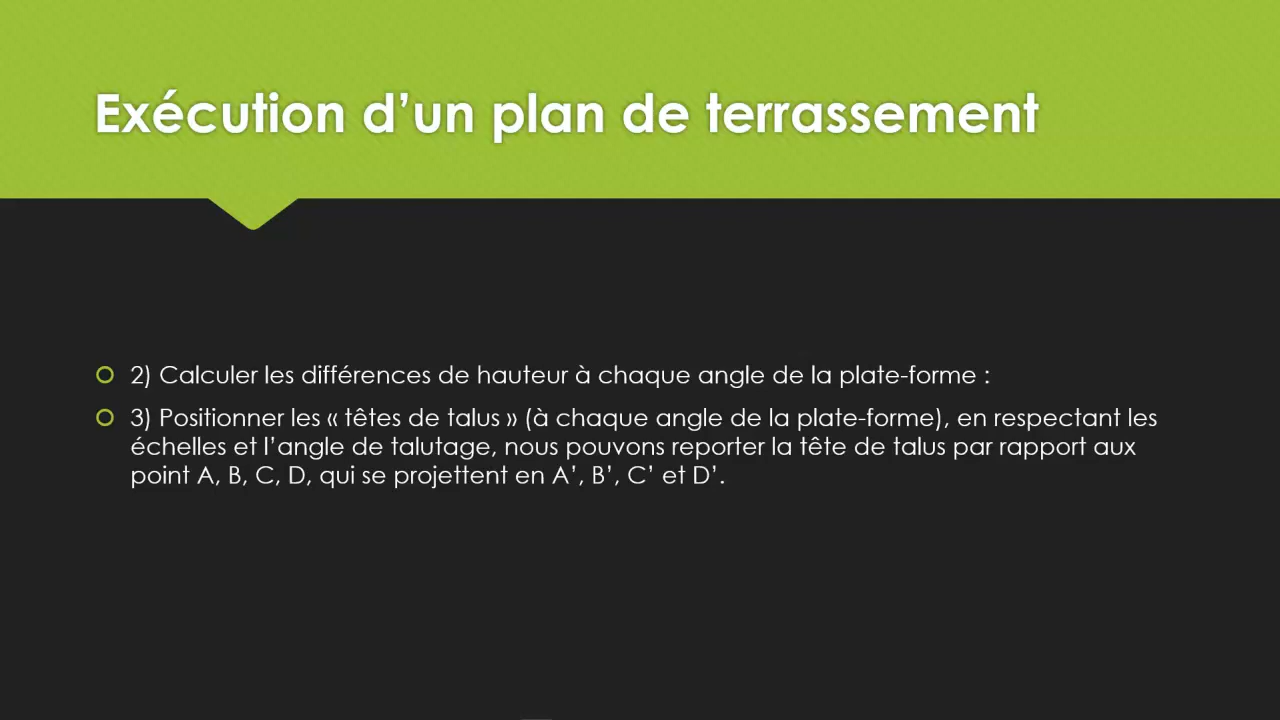 Exécution d’un plan de terrassement
2) Calculer les différences de hauteur à chaque angle de la plate-forme :
3) Positionner les « têtes de talus » (à chaque angle de la plate-forme), en respectant les
échelles et l’angle de talutage, nous pouvons reporter la tête de talus par rapport aux
point A, B, C, D, qui se projettent en A’, B’, C’ et D’.